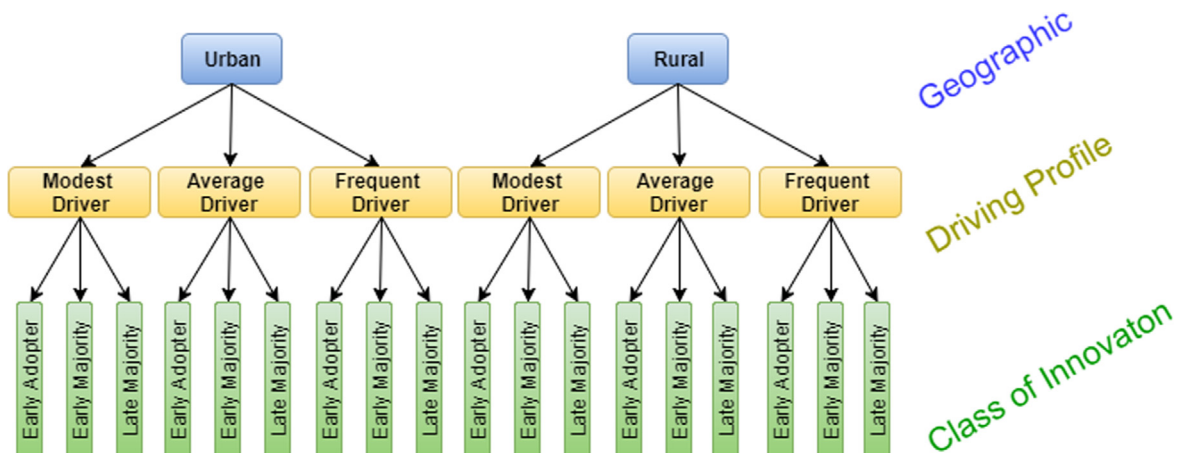 Urban
Rural
Geographic
Modest
Driver
Average
Driver
Frequent
Driver
Modest
Driver
Average
Driver
Frequent
Driver
Driving Profile
Early Adopter
Early Majority
Late Majority
Early Adopter
Early Majority
Late Majority
Early Adopter
Early Majority
Late Majority
Early Adopter
Early Majority
Late Majority
Early Adopter
Early Majority
Late Majority
Early Adopter
Early Majority
Late Majority
Class of Innovaton